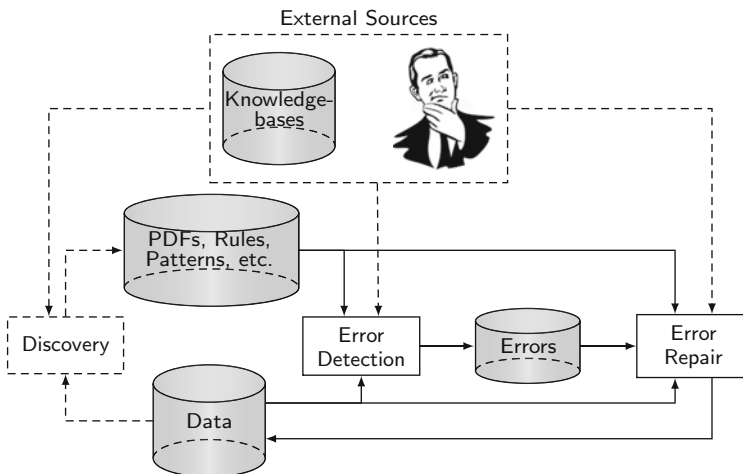 External Sources
Knowledge-
bases
PDFs, Rules,
Patterns, etc.
Discovery
Error
Detection
Errors
Error
Repair
Data